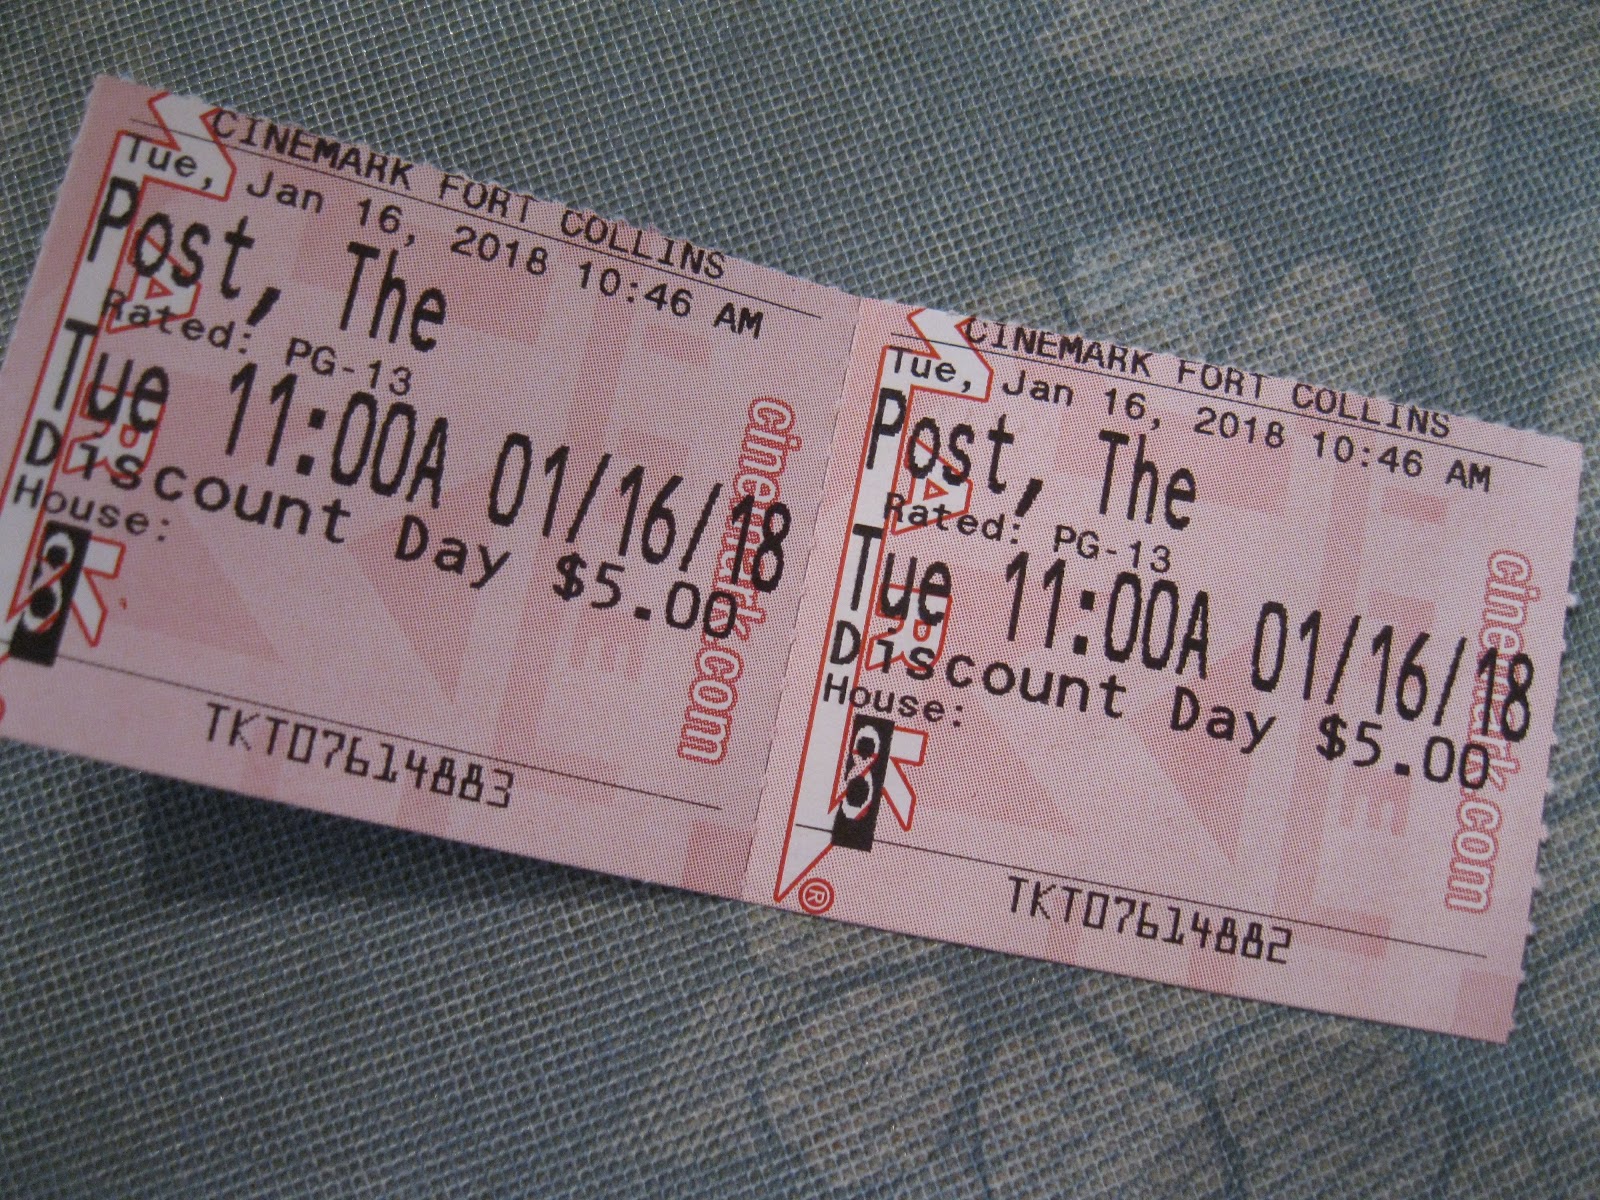 CINEMARK FORT COLLINS
Tue, Jan 16, 2018 10:46 AM
Post, The
Rated: PG-13
Tue 11:00A 01/16/18
Discount Day $5.00
House:
8
TKT07614883
cinemark.com
CINEMARK FORT COLLINS
Tue, Jan 16, 2018 10:46 AM
Post, The
Rated: PG-13
Tue 11:00A 01/16/18
Discount Day $5.00
House:
8
TKT07614882
cinemark.com
®